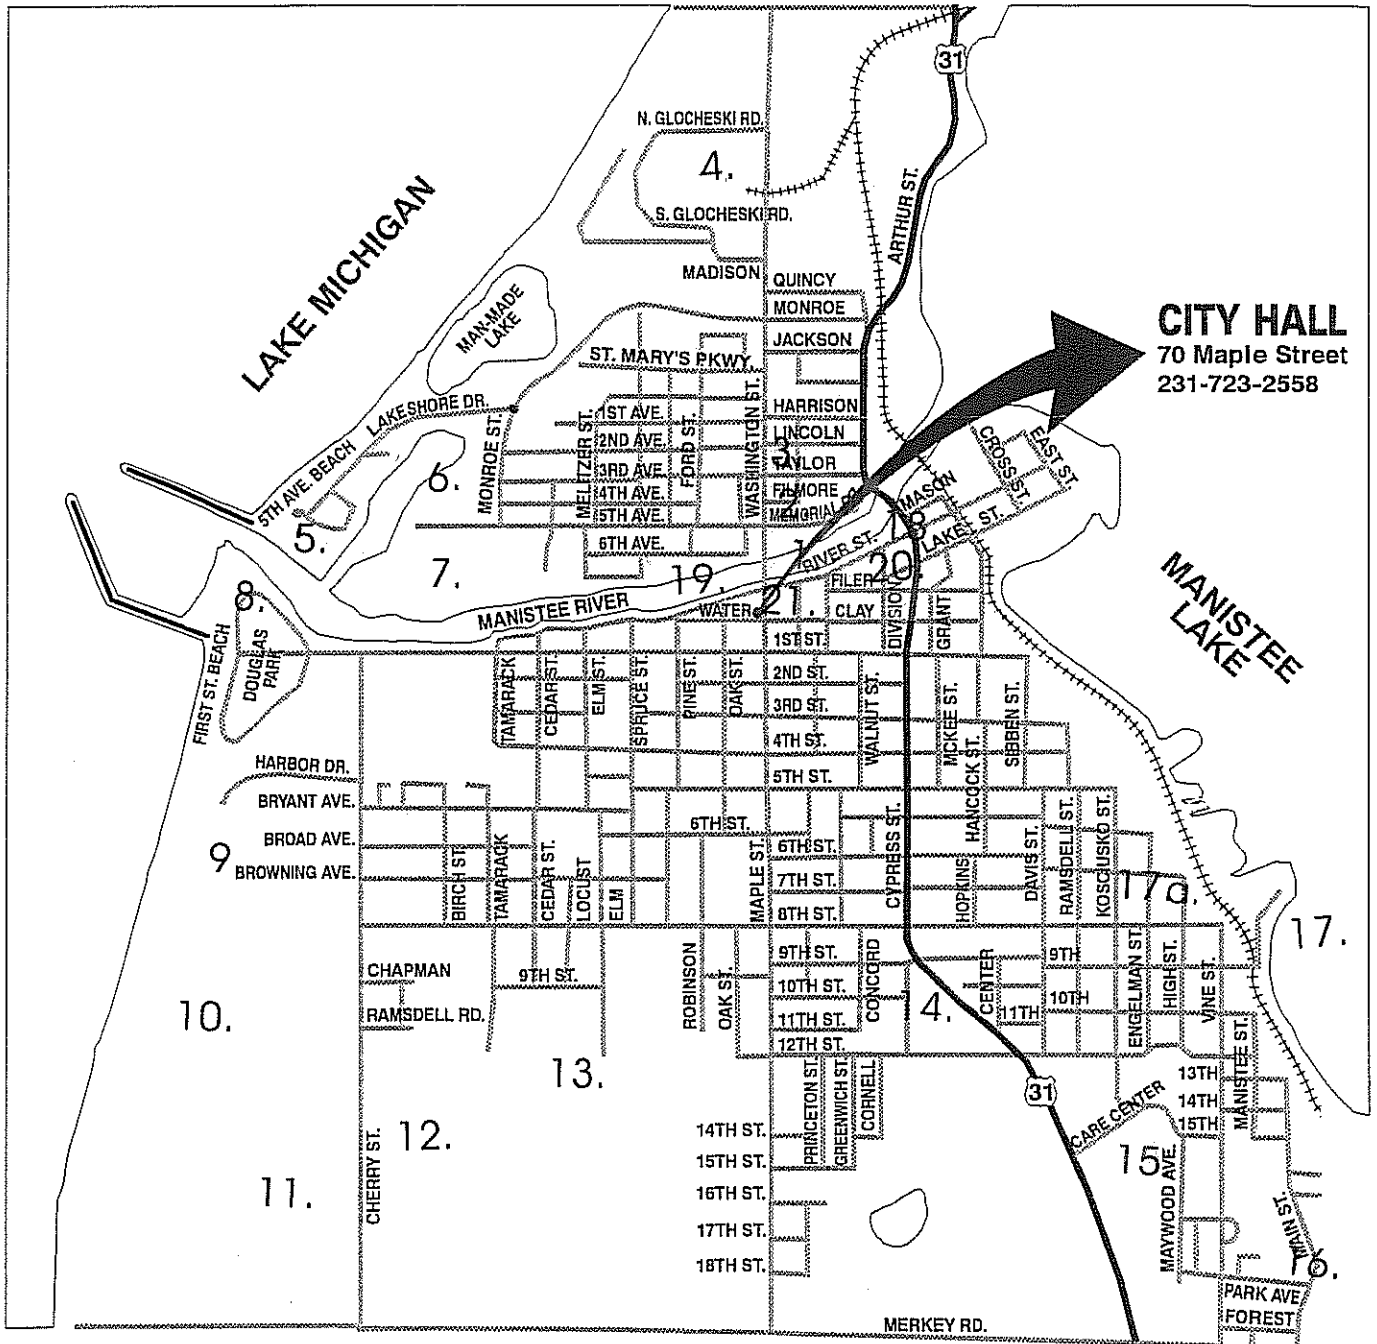 31
N. GLOCHESKI RD.
4.
S. GLOCHESKI RD.
ARTHUR ST.
LAKE MICHIGAN
MADISON
QUINCY
MONROE
MAN-MADE
LAKE
JACKSON
CITY HALL
70 Maple Street
231-723-2558
ST. MARY'S PKWY.
LAKESHORE DR.
HARRISON
1ST AVE.
LINCOLN
2ND AVE.
3.
TAYLOR
3RD AVE.
FILMORE
4TH AVE.
MEMORIAL
5TH AVE.
6TH AVE.
MONROE ST.
MELITZER ST.
FORD ST.
WASHINGTON ST.
5TH AVE. BEACH
5.
6.
7.
2
1
MASON
CROSS ST.
EAST ST.
18
RIVER ST.
LAKE ST.
20.
19.
MANISTEE RIVER
WATER
21.
FILER
CLAY
DIVISION
GRANT
MANISTEE
LAKE
8.
DOUGLAS
PARK
FIRST ST. BEACH
1ST ST.
2ND ST.
3RD ST.
4TH ST.
5TH ST.
TAMARACK
CEDAR ST.
ELM ST.
SPRUCE ST.
PINE ST.
OAK ST.
WALNUT ST.
MCKEE ST.
HANCOCK ST.
SIBBEN ST.
HARBOR DR.
BRYANT AVE.
BROAD AVE.
9
BROWNING AVE.
BIRCH ST.
TAMARACK
CEDAR ST.
LOCUST
ELM
6TH ST.
MAPLE ST.
6TH ST.
7TH ST.
8TH ST.
CYPRESS ST.
HOPKINS
DAVIS ST.
RAMSDELL ST.
KOSCIUSKO ST.
17a.
17.
CHAPMAN
RAMSDELL RD.
9TH ST.
ROBINSON
OAK ST.
9TH ST.
10TH ST.
11TH ST.
12TH ST.
CONCORD
14.
CENTER
9TH
10TH
11TH
ENGELMAN ST.
HIGH ST.
VINE ST.
MANISTEE ST.
10.
13.
12.
11.
CHERRY ST.
PRINCETON ST.
GREENWICH ST.
CORNELL
31
CARE CENTER
13TH
14TH
15TH
15
MAYWOOD AVE.
14TH ST.
15TH ST.
16TH ST.
17TH ST.
18TH ST.
MAIN ST.
16.
PARK AVE
FOREST
MERKEY RD.